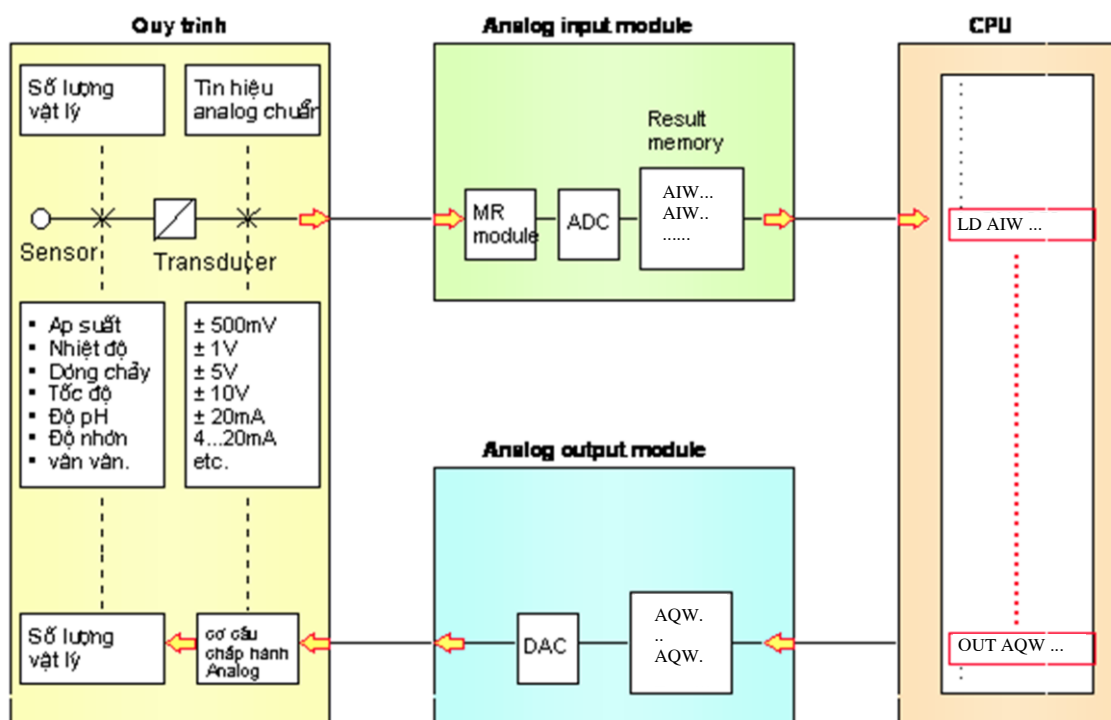 Quy trình
Số lượng
vật lý
Tín hiệu
analog chuẩn
Sensor
Transducer
▪ Áp suất
▪ Nhiệt độ
▪ Dòng chảy
▪ Tốc độ
▪ Độ pH
▪ Độ nhớn
▪ vân vân.
± 500mV
± 1V
± 5V
± 10V
± 20mA
4...20mA
etc.
Số lượng
vật lý
cơ cấu
chấp hành
Analog
Analog input module
Result
memory
MR
module
ADC
AIW...
AIW..
......
Analog output module
DAC
AQW.
..
AQW.
CPU
LD AIW ...
OUT AQW ...